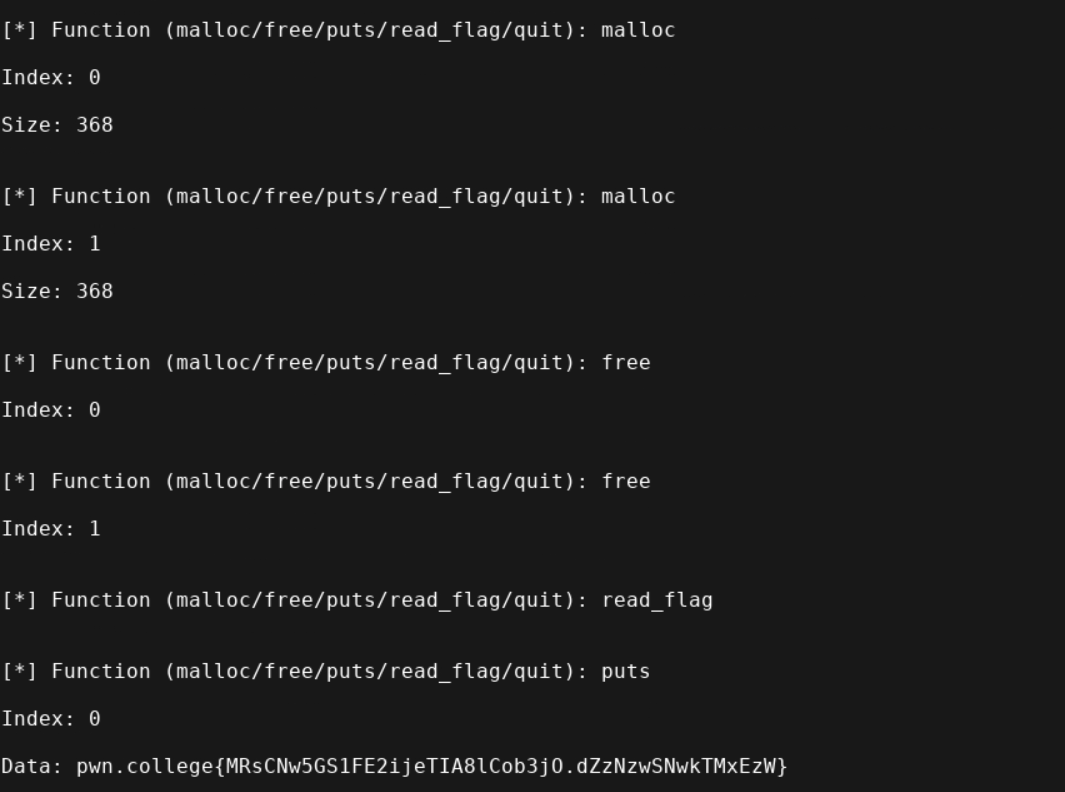 [*] Function (malloc/free/puts/read_flag/quit): malloc
Index: 0
Size: 368
[*] Function (malloc/free/puts/read_flag/quit): malloc
Index: 1
Size: 368
[*] Function (malloc/free/puts/read_flag/quit): free
Index: 0
[*] Function (malloc/free/puts/read_flag/quit): free
Index: 1
[*] Function (malloc/free/puts/read_flag/quit): read_flag
[*] Function (malloc/free/puts/read_flag/quit): puts
Index: 0
Data: pwn.college{MRsCNw5GS1FE2ijeTIA8lCob3jO.dZzNzwSNwkTMxEzW}